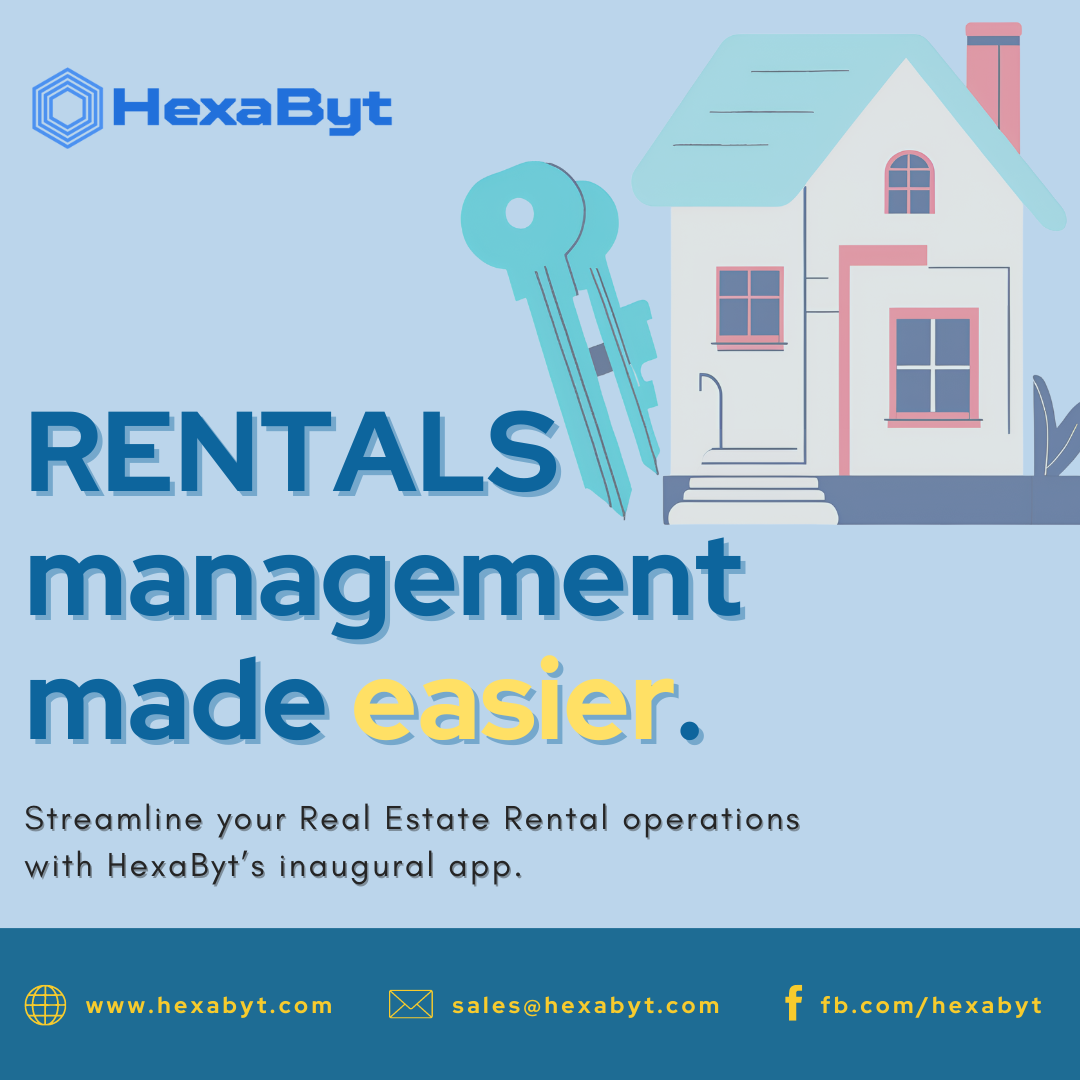 HexaByt
RENTALS
management
made easier.
Streamline your Real Estate Rental operations
with HexaByt's inaugural app.
www.hexabyt.com
sales@hexabyt.com
fb.com/hexabyt